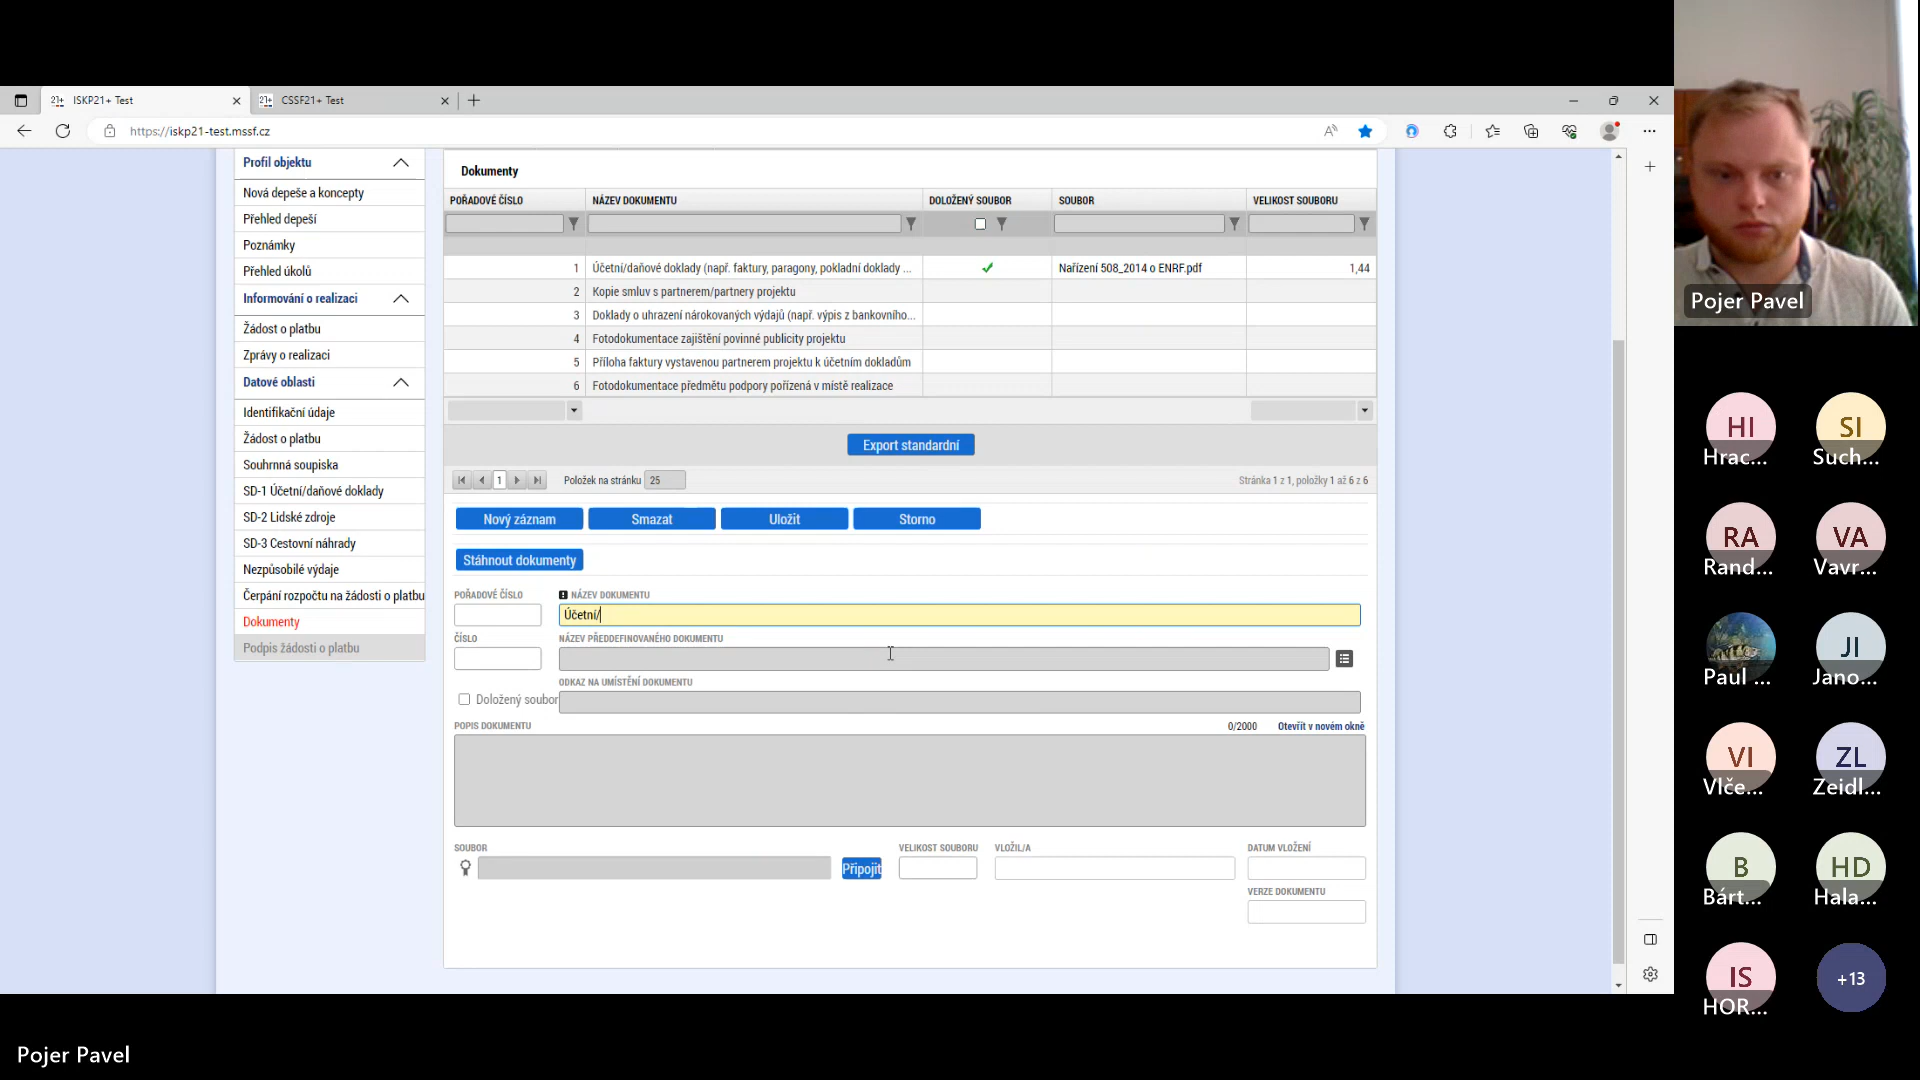 ISKP21+ Test
CSSF21+ Test
https://iskp21-test.mssf.cz
Profil objektu
Nová depeše a koncepty
Přehled depeší
Poznámky
Přehled úkolů
Informování o realizaci
Žádost o platbu
Zprávy o realizaci
Datové oblasti
Identifikační údaje
Žádost o platbu
Souhrnná soupiska
SD-1 Účetní/daňové doklady
SD-2 Lidské zdroje
SD-3 Cestovní náhrady
Nezpůsobilé výdaje
Čerpání rozpočtu na žádosti o platbu
Dokumenty
Podpis žádosti o platbu
Dokumenty
POŘADOVÉ ČÍSLO NÁZEV DOKUMENTU DOLOŽENÝ SOUBOR SOUBOR VELIKOST SOUBORU
1 Účetní/daňové doklady (např. faktury, paragony, pokladní doklady ... Nařízení 508_2014 o ENRF.pdf 1,44
2 Kopie smluv s partnerem/partnery projektu
3 Doklady o uhrazení nárokovaných výdajů (např. výpis z bankovního...
4 Fotodokumentace zajištění povinné publicity projektu
5 Příloha faktury vystavenou partnerem projektu k účetním dokladům
6 Fotodokumentace předmětu podpory pořízená v místě realizace
Export standardní
1 Položek na stránku 25 Stránka 1 z 1, položky 1 až 6 z 6
Nový záznam Smazat Uložit Storno
Stáhnout dokumenty
POŘADOVÉ ČÍSLO NÁZEV DOKUMENTU
Účetní/
ČÍSLO NÁZEV PŘEDDEFINOVANÉHO DOKUMENTU
ODKAZ NA UMÍSTĚNÍ DOKUMENTU
Doložený soubor
POPIS DOKUMENTU 0/2000 Otevřít v novém okně
SOUBOR VELIKOST SOUBORU VLOŽIL/A DATUM VLOŽENÍ
Připojit
VERZE DOKUMENTU
Pojer Pavel
HI SI
Hrac... Such...
RA VA
Rand... Vavr...
JI
Paul ... Jano...
VI ZL
Vlče... Zeidl...
B HD
Bárt... Hala...
IS +13
HOR...
Pojer Pavel